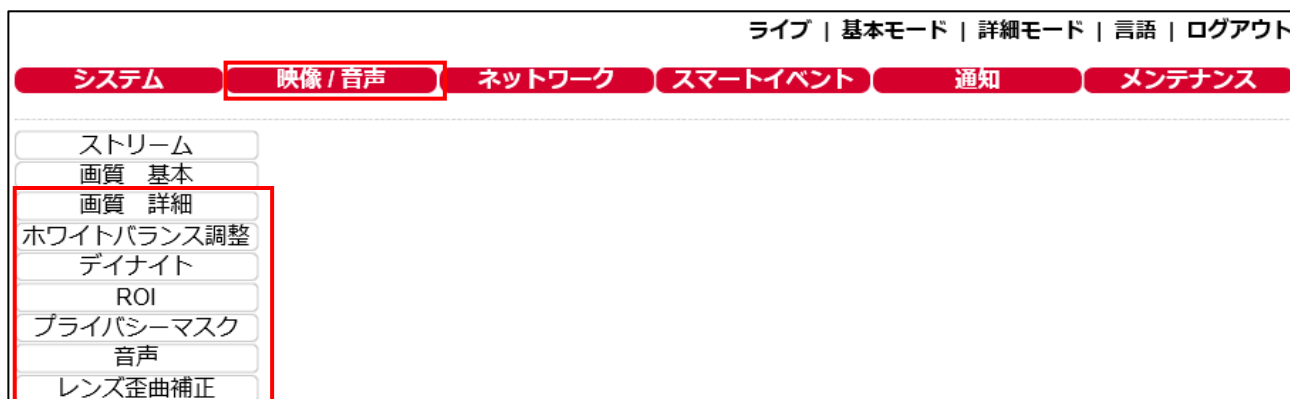 ライブ | 基本モード | 詳細モード | 言語 | ログアウト
システム 映像 / 音声 ネットワーク スマートイベント 通知 メンテナンス
ストリーム
画質　基本
画質　詳細
ホワイトバランス調整
デイナイト
ROI
プライバシーマスク
音声
レンズ歪曲補正